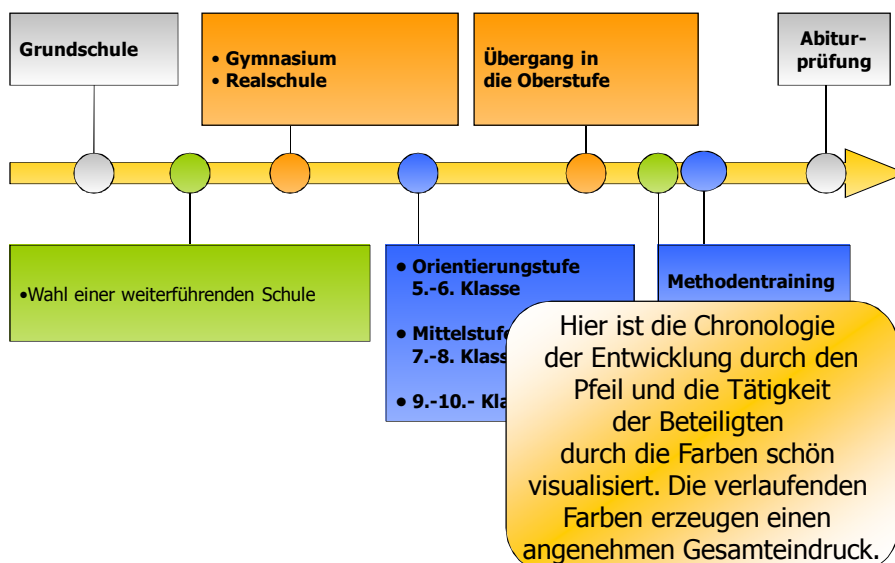 Grundschule
• Gymnasium
• Realschule
Übergang in
die Oberstufe
Abitur-
prüfung
•Wahl einer weiterführenden Schule
• Orientierungstufe
5.-6. Klasse
• Mittelstufe
7.-8. Klasse
• 9.-10.- Kla
Methodentraining
Hier ist die Chronologie
der Entwicklung durch den
Pfeil und die Tätigkeit
der Beteiligten
durch die Farben schön
visualisiert. Die verlaufenden
Farben erzeugen einen
angenehmen Gesamteindruck.